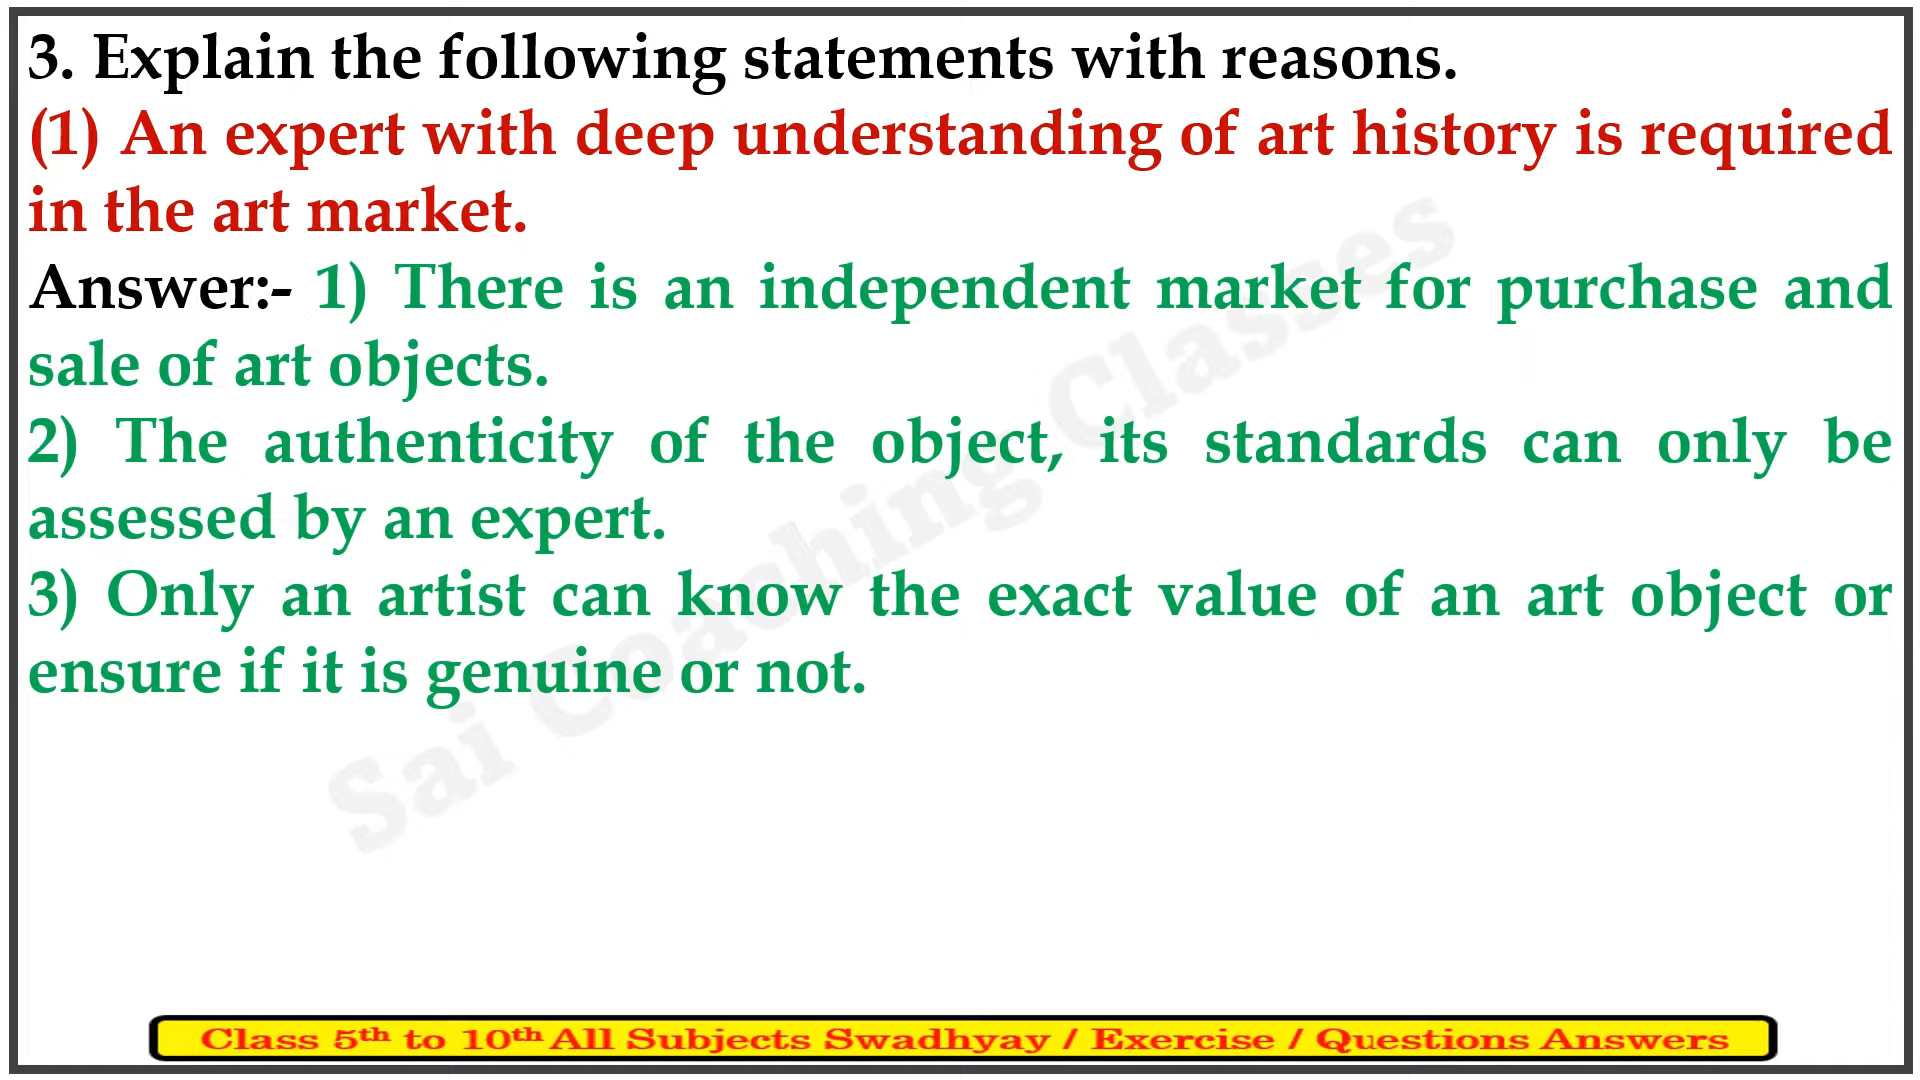 3. Explain the following statements with reasons.
(1) An expert with deep understanding of art history is required
in the art market.
Answer:- 1) There is an independent market for purchase and
sale of art objects.
2) The authenticity of the object, its standards can only be
assessed by an expert.
3) Only an artist can know the exact value of an art object or
ensure if it is genuine or not.
Sai Coaching Classes
Class 5th to 10th All Subjects Swadhyay / Exercise / Questions Answers